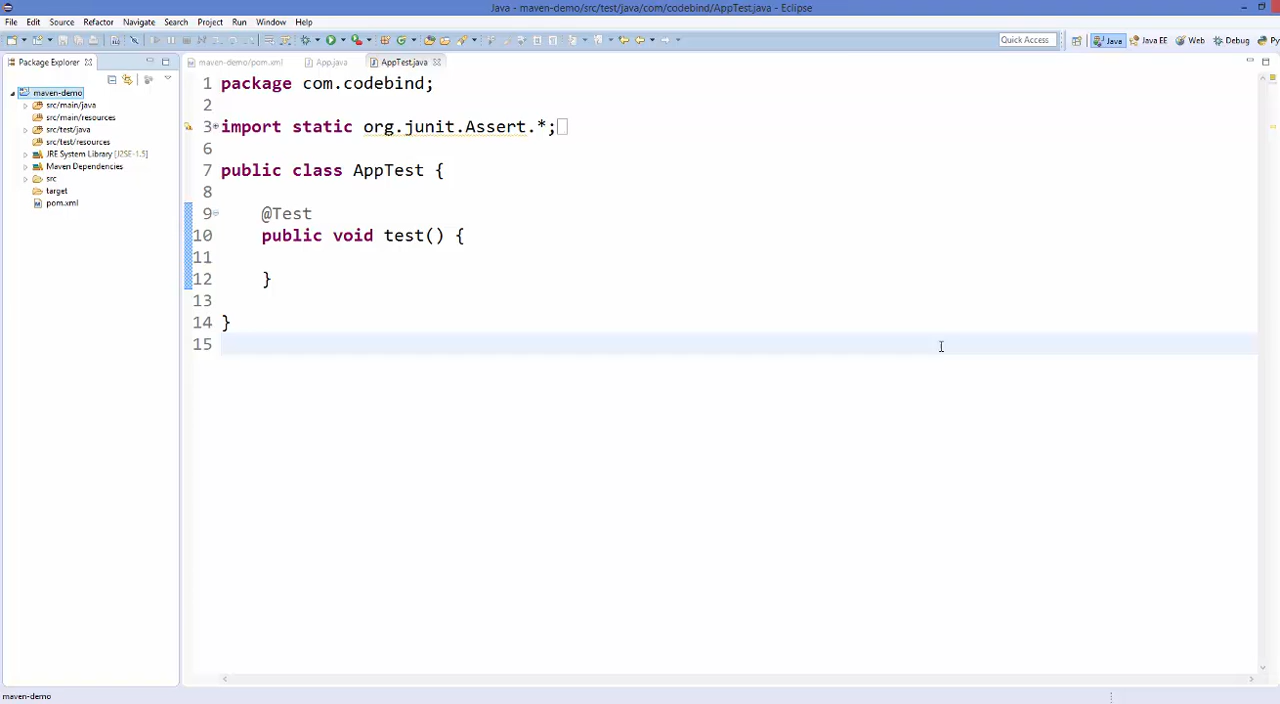 Java - maven-demo/src/test/java/com/codebind/AppTest.java - Eclipse
File Edit Source Refactor Navigate Search Project Run Window Help
Quick Access Java Java EE Web Debug Py
Package Explorer
maven-demo/pom.xml App.java AppTest.java
maven-demo
src/main/java
src/main/resources
src/test/java
src/test/resources
JRE System Library [J2SE-1.5]
Maven Dependencies
src
target
pom.xml
1 package com.codebind;
2
3 import static org.junit.Assert.*;
6
7 public class AppTest {
8
9 @Test
10 public void test() {
11
12 }
13
14 }
15
maven-demo